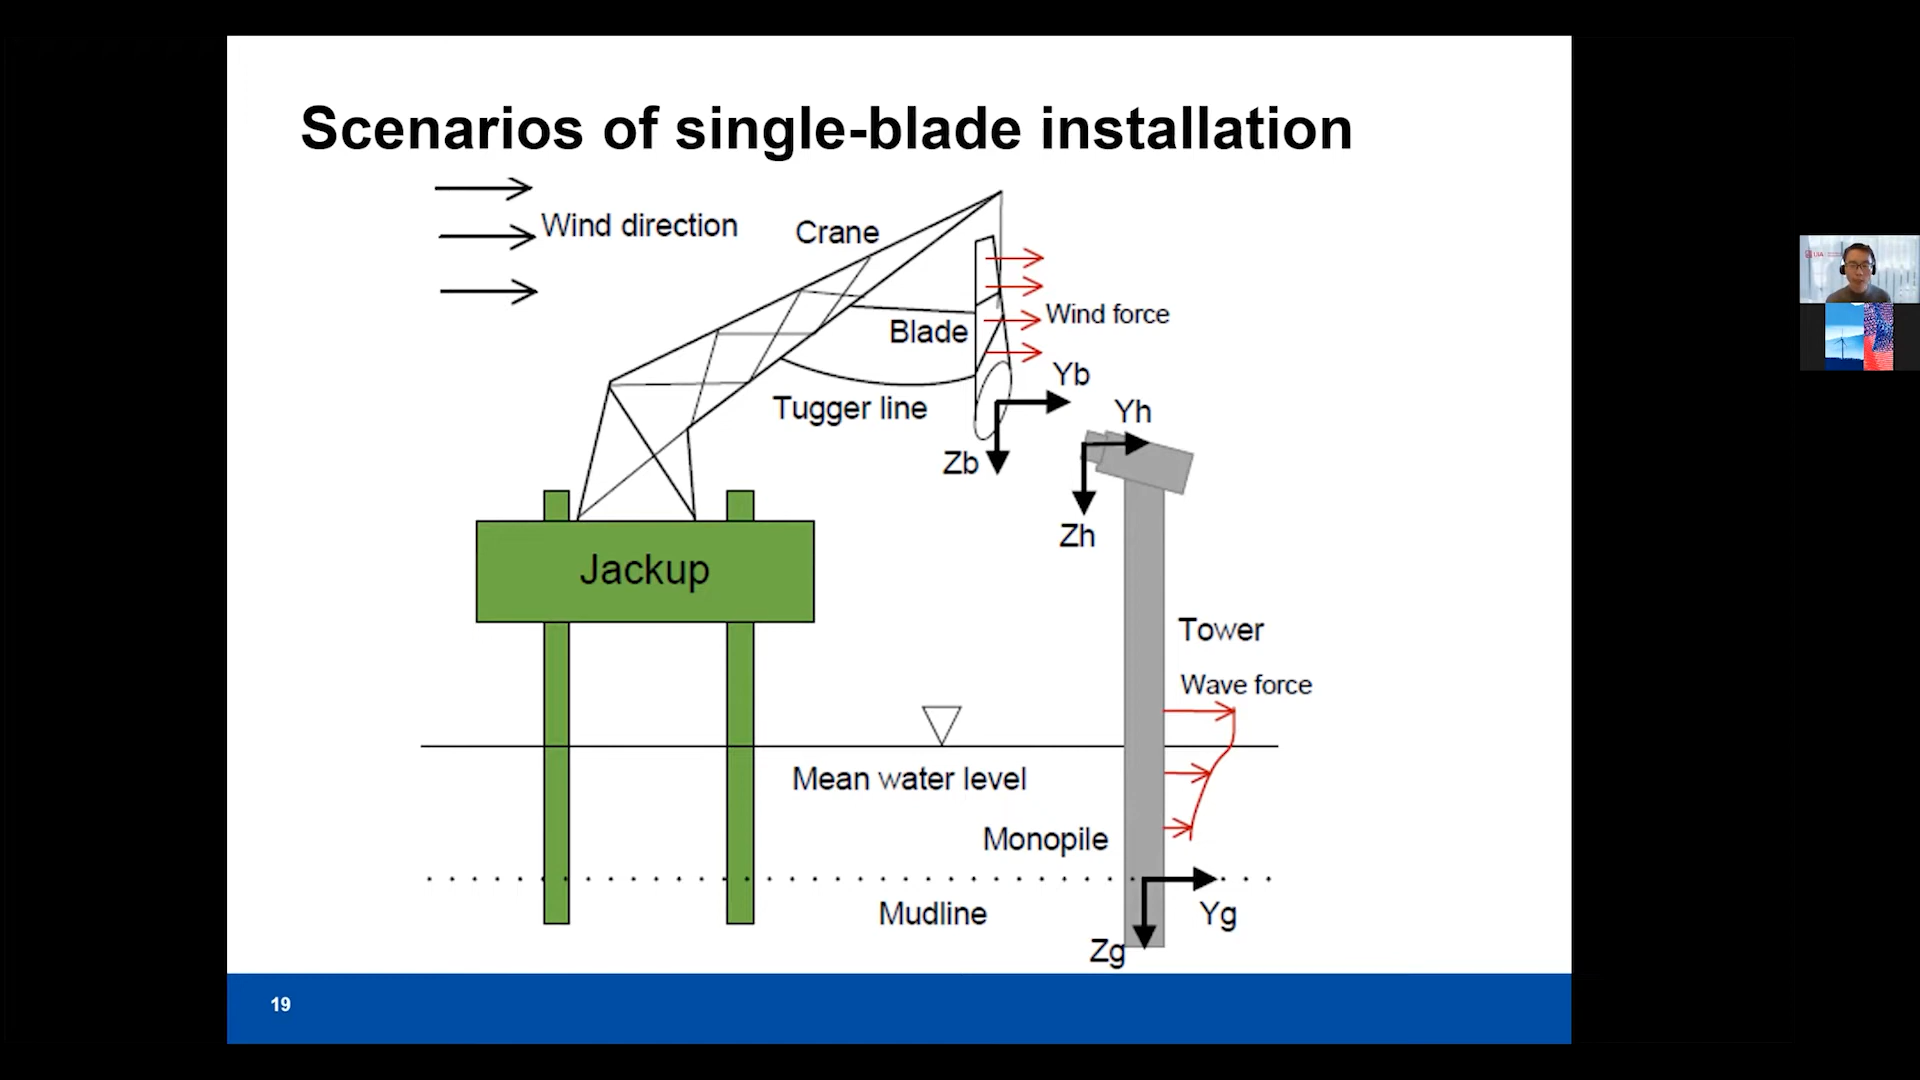 Scenarios of single-blade installation
Wind direction
Crane
Wind force
Blade
Yb
Tugger line
Yh
Zb
Zh
Jackup
Tower
Wave force
Mean water level
Monopile
Mudline
Yg
Zg
19